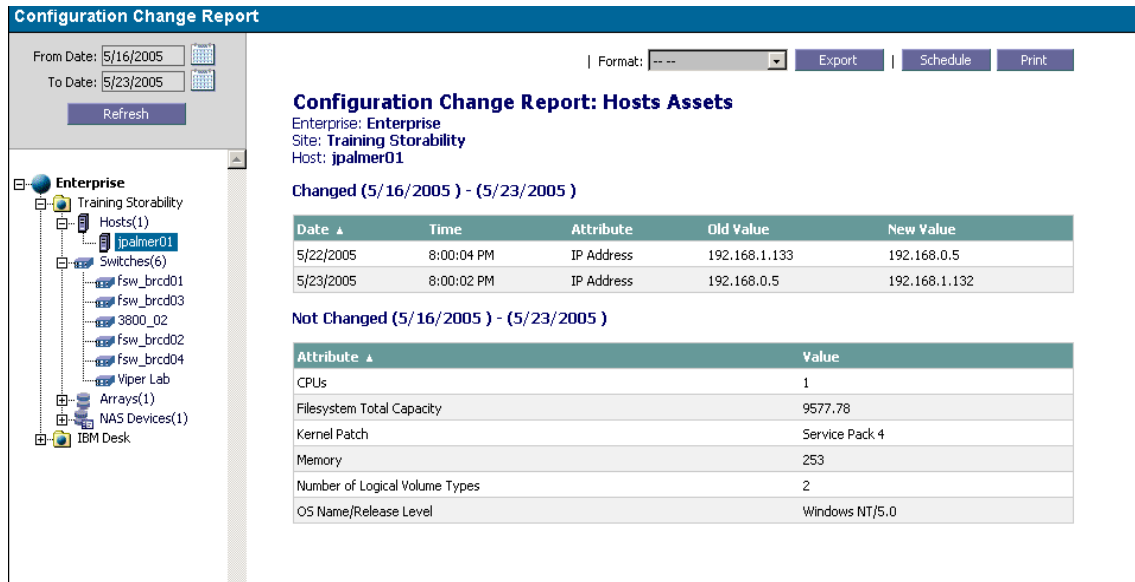 Configuration Change Report
From Date: 5/16/2005
To Date: 5/23/2005
Refresh
Enterprise
Training Storability
Hosts(1)
jpalmer01
Switches(6)
fsw_brcd01
fsw_brcd03
3800_02
fsw_brcd02
fsw_brcd04
Viper Lab
Arrays(1)
NAS Devices(1)
IBM Desk
| Format: -- -- Export | Schedule Print
Configuration Change Report: Hosts Assets
Enterprise: Enterprise
Site: Training Storability
Host: jpalmer01
Changed (5/16/2005 ) - (5/23/2005 )
Date Time Attribute Old Value New Value
5/22/2005 8:00:04 PM IP Address 192.168.1.133 192.168.0.5
5/23/2005 8:00:02 PM IP Address 192.168.0.5 192.168.1.132
Not Changed (5/16/2005 ) - (5/23/2005 )
Attribute Value
CPUs 1
Filesystem Total Capacity 9577.78
Kernel Patch Service Pack 4
Memory 253
Number of Logical Volume Types 2
OS Name/Release Level Windows NT/5.0